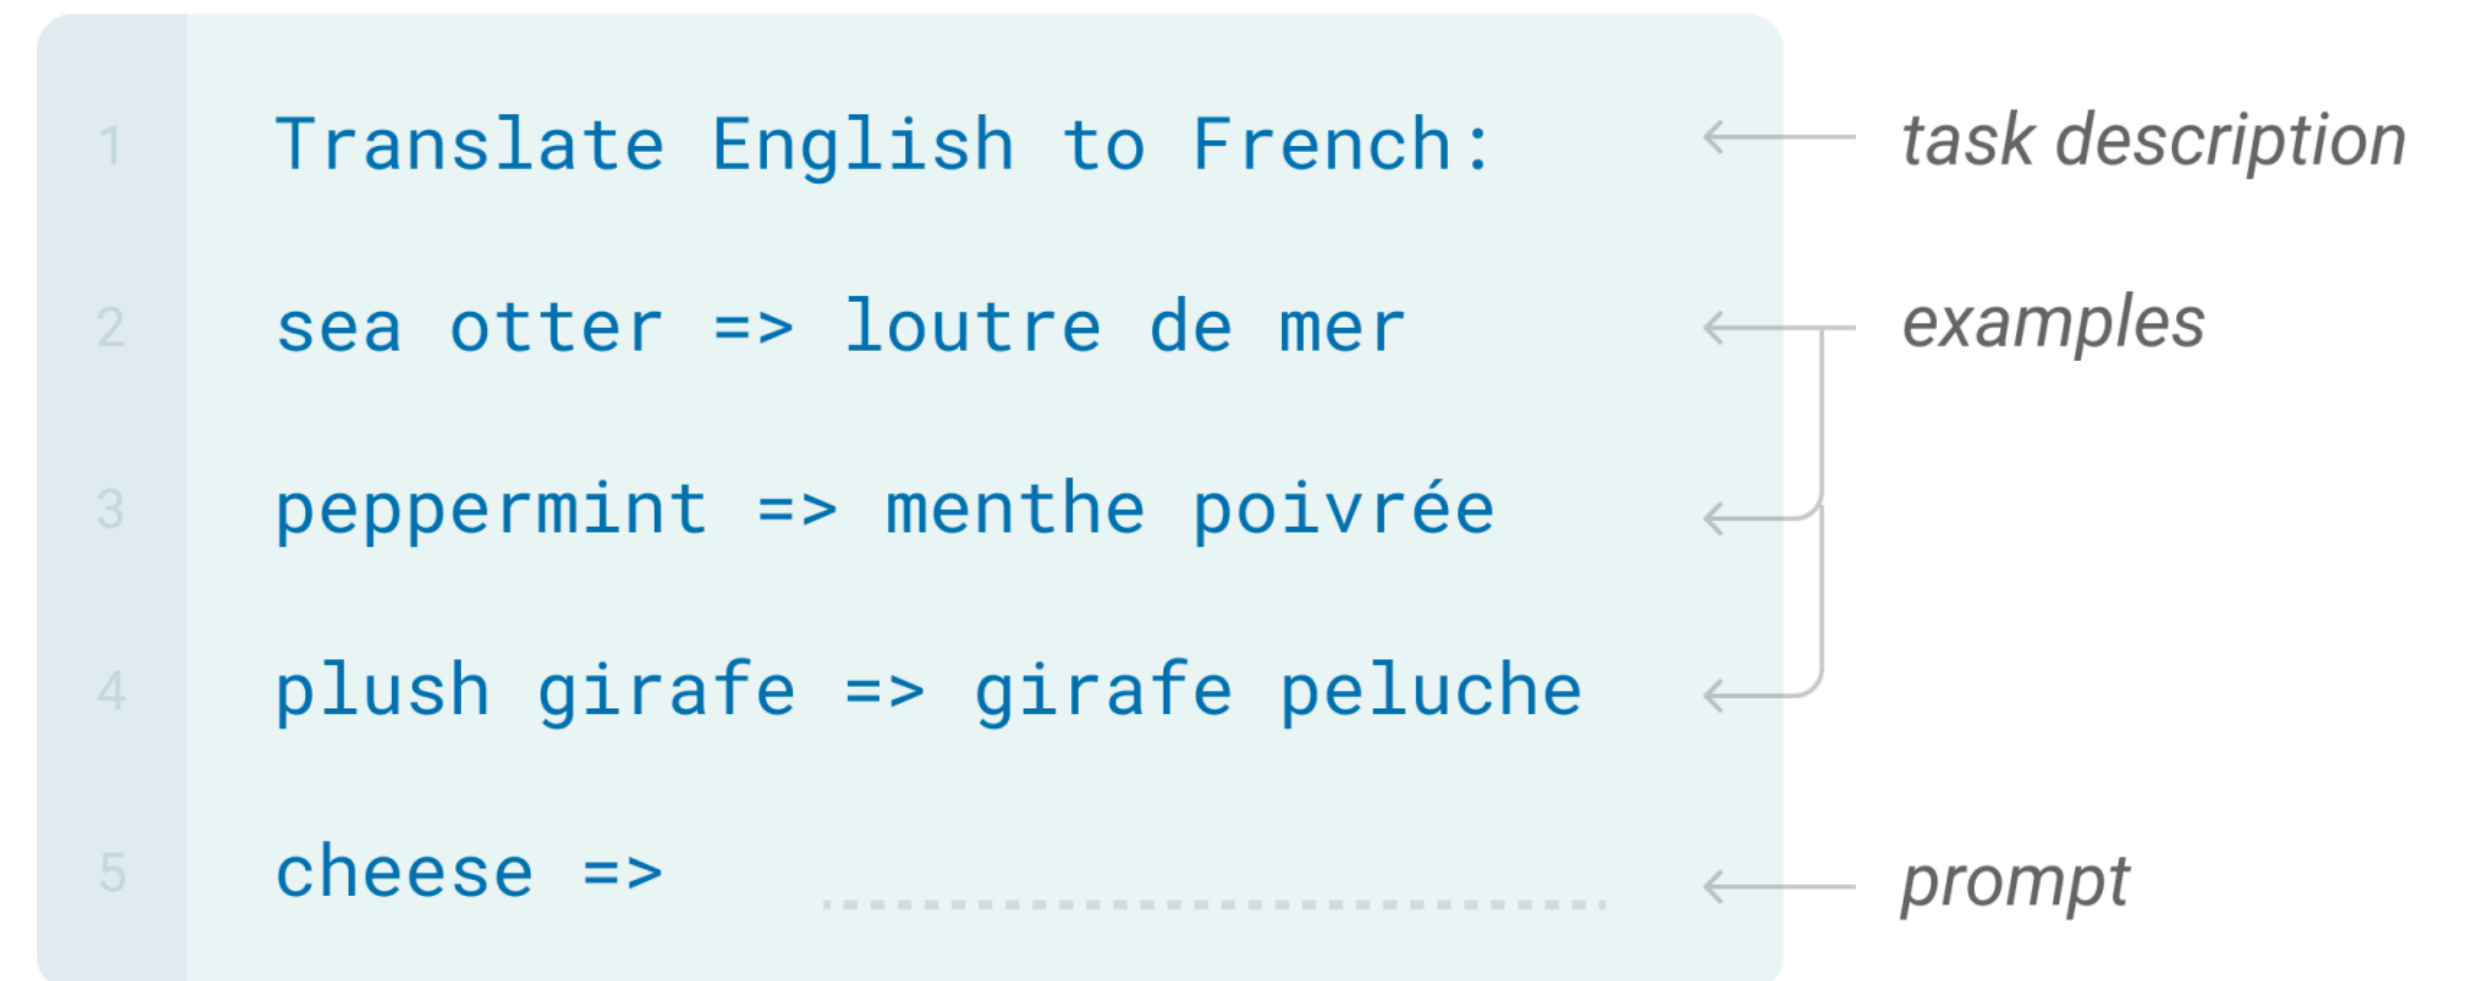 1 Translate English to French: task description
2 sea otter => loutre de mer examples
3 peppermint => menthe poivrée
4 plush girafe => girafe peluche
5 cheese => prompt